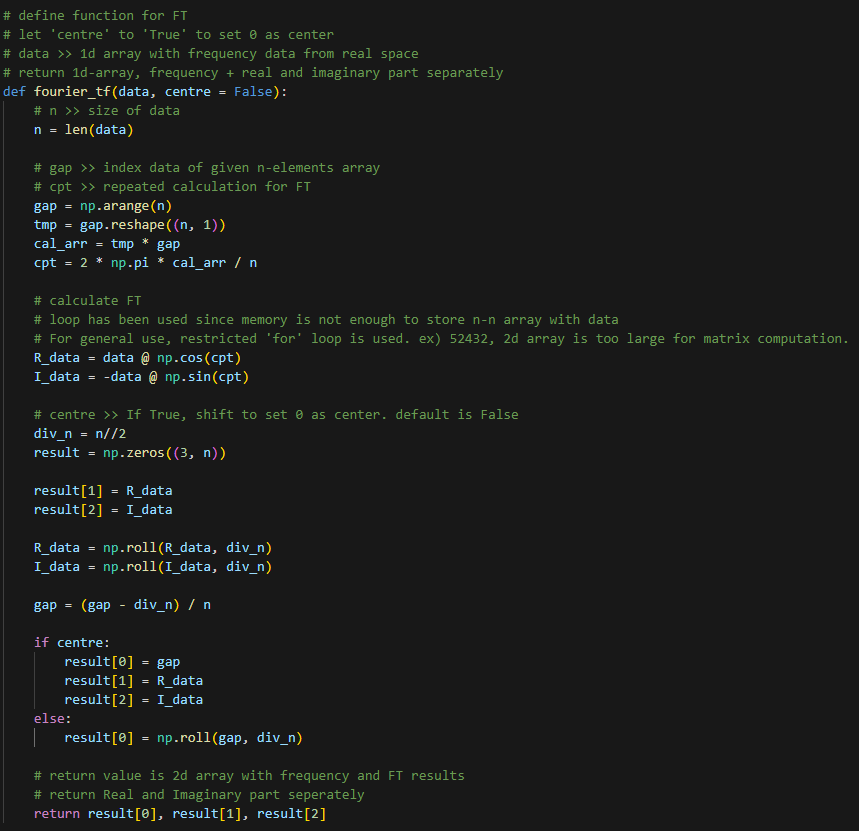 # define function for FT
# let 'centre' to 'True' to set 0 as center
# data >> 1d array with frequency data from real space
# return 1d-array, frequency + real and imaginary part separately
def fourier_tf(data, centre = False):
    # n >> size of data
    n = len(data)

    # gap >> index data of given n-elements array
    # cpt >> repeated calculation for FT
    gap = np.arange(n)
    tmp = gap.reshape((n, 1))
    cal_arr = tmp * gap
    cpt = 2 * np.pi * cal_arr / n

    # calculate FT
    # loop has been used since memory is not enough to store n-n array with data
    # For general use, restricted 'for' loop is used. ex) 52432, 2d array is too large for matrix computation.
    R_data = data @ np.cos(cpt)
    I_data = -data @ np.sin(cpt)

    # centre >> If True, shift to set 0 as center. default is False
    div_n = n//2
    result = np.zeros((3, n))

    result[1] = R_data
    result[2] = I_data

    R_data = np.roll(R_data, div_n)
    I_data = np.roll(I_data, div_n)

    gap = (gap - div_n) / n

    if centre:
        result[0] = gap
        result[1] = R_data
        result[2] = I_data
    else:
        result[0] = np.roll(gap, div_n)

    # return value is 2d array with frequency and FT results
    # return Real and Imaginary part seperately
    return result[0], result[1], result[2]